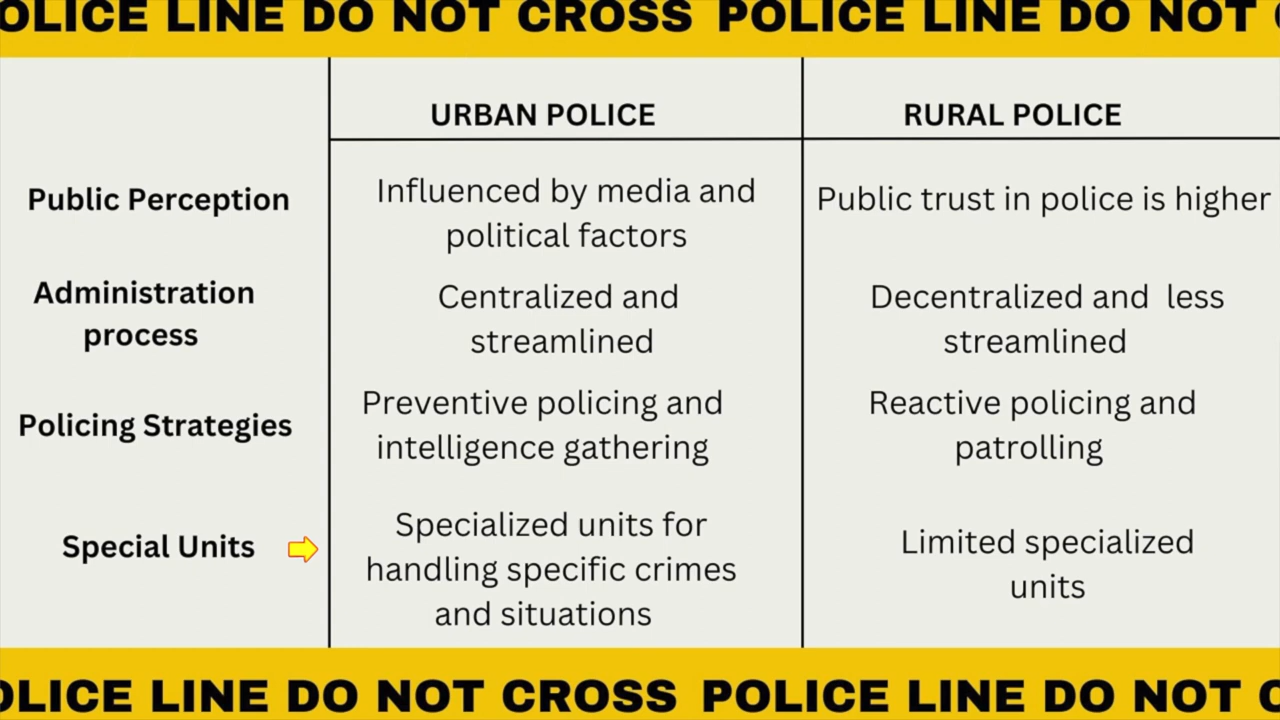 OLICE LINE DO NOT CROSS POLICE LINE DO NOT C
URBAN POLICE
RURAL POLICE
Public Perception
Influenced by media and
political factors
Public trust in police is higher
Administration
process
Centralized and
streamlined
Decentralized and less
streamlined
Policing Strategies
Preventive policing and
intelligence gathering
Reactive policing and
patrolling
Special Units
Specialized units for
handling specific crimes
and situations
Limited specialized
units
OLICE LINE DO NOT CROSS POLICE LINE DO NOT C